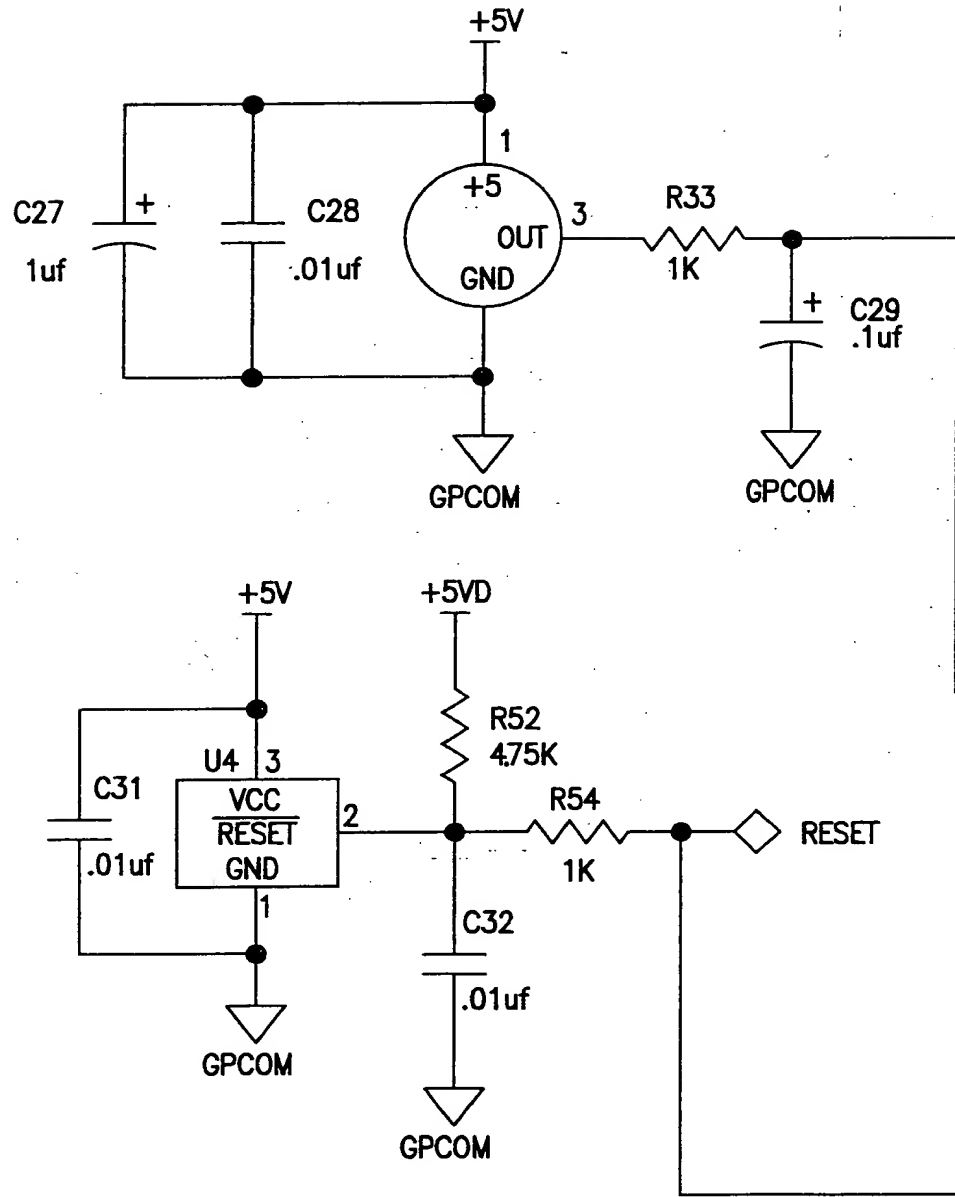 +5V
1
+5
C27
+
1uf
C28
.01uf
OUT
3
GND
R33
1K
+
C29
.1uf
GPCOM
GPCOM
+5V
+5VD
R52
4.75K
U4
3
C31
.01uf
VCC
RESET
GND
2
1
R54
1K
RESET
C32
.01uf
GPCOM
GPCOM